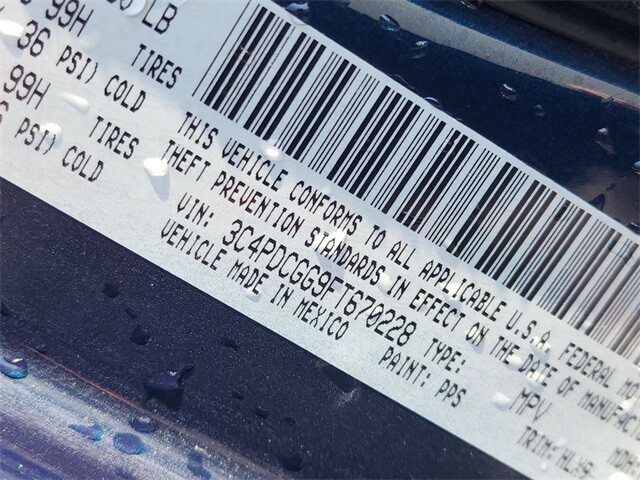 LB
99H TIRES
36 PSI) COLD
99H TIRES
PSI) COLD
THIS VEHICLE CONFORMS TO ALL APPLICABLE U.S.A. FEDERAL
THEFT PREVENTION STANDARDS IN EFFECT ON THE DATE OF
VIN: 3C4PDCGG9FT670228 TYPE: MPV
VEHICLE MADE IN MEXICO PAINT: PPS TRIM: